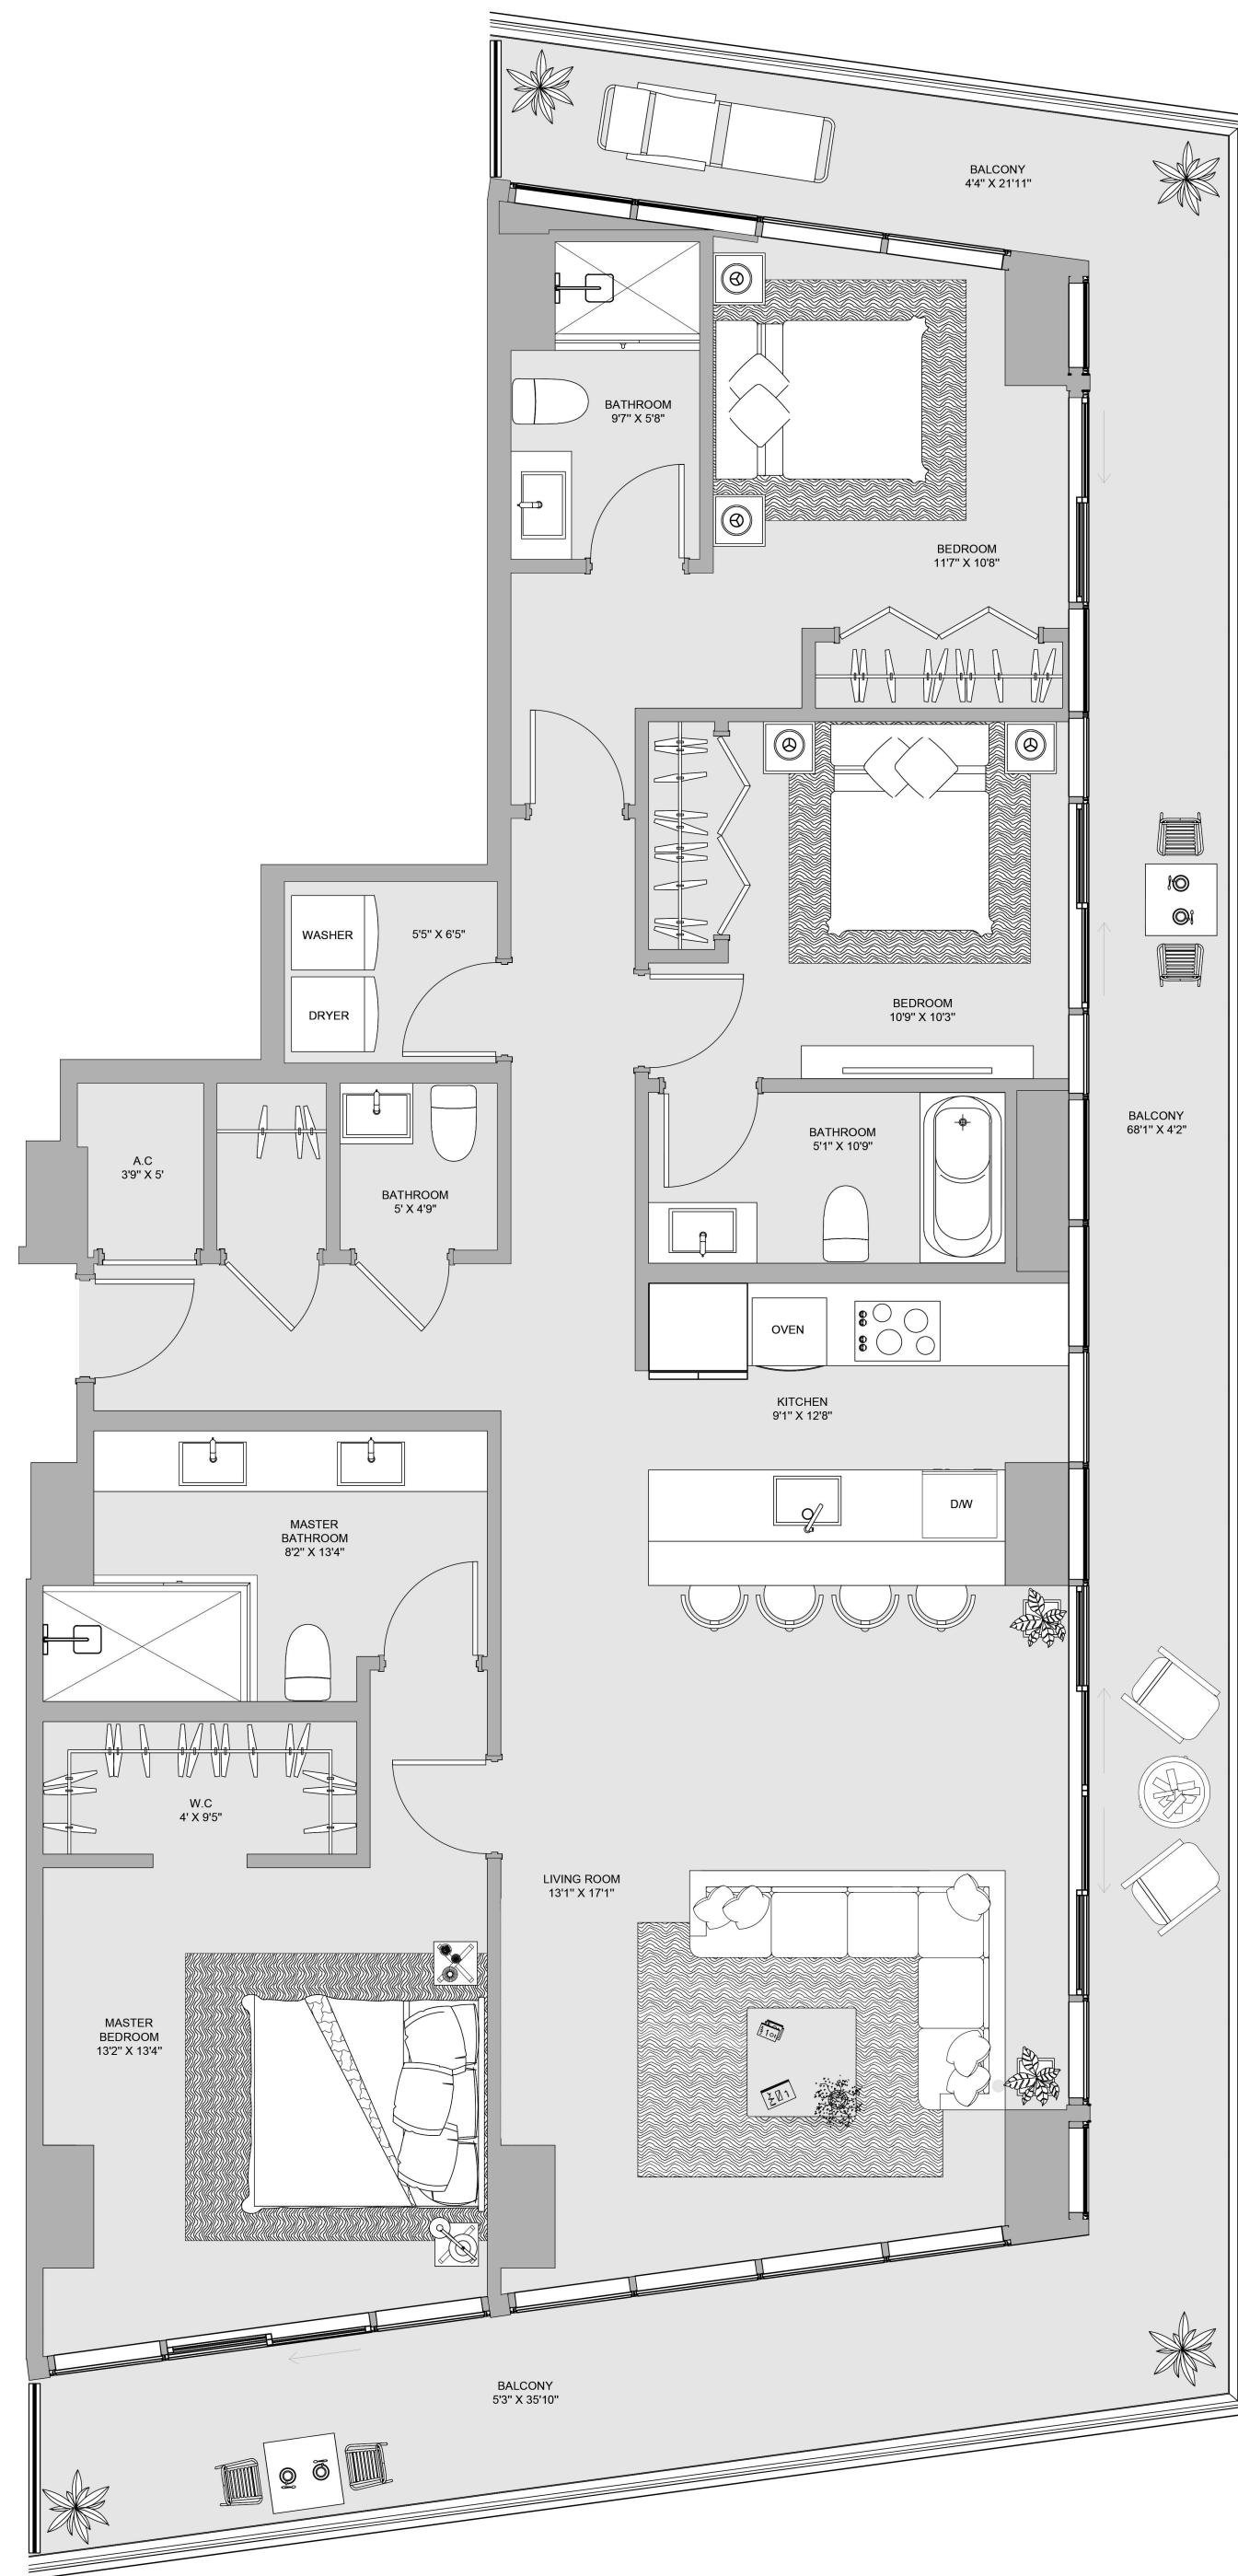 BALCONY
4'4" X 21'11"
BATHROOM
9'7" X 5'8"
BEDROOM
11'7" X 10'8"
WASHER
5'5" X 6'5"
DRYER
BEDROOM
10'9" X 10'3"
BALCONY
68'1" X 4'2"
A.C
3'9" X 5'
BATHROOM
5' X 4'9"
BATHROOM
5'1" X 10'9"
OVEN
KITCHEN
9'1" X 12'8"
D/W
MASTER
BATHROOM
8'2" X 13'4"
W.C
4' X 9'5"
LIVING ROOM
13'1" X 17'1"
MASTER
BEDROOM
13'2" X 13'4"
BALCONY
5'3" X 35'10"